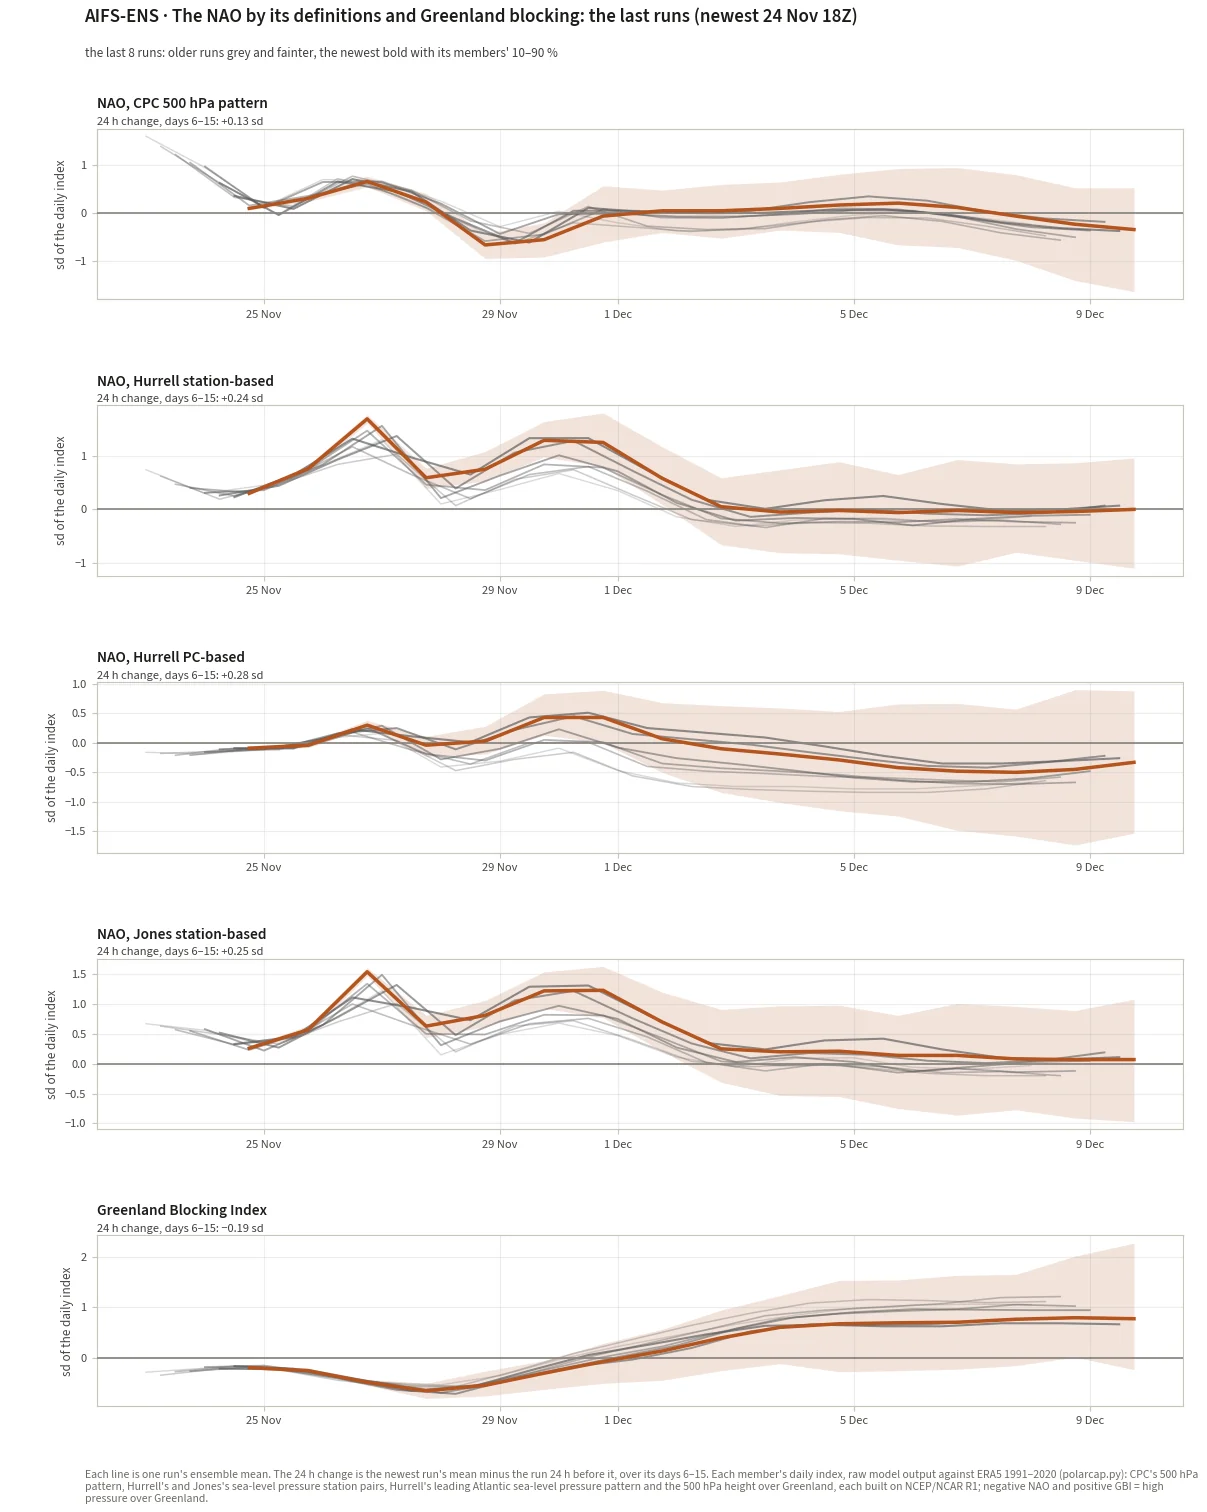 AIFS-ENS · The NAO by its definitions and Greenland blocking: the last runs (newest 24 Nov 18Z)
the last 8 runs: older runs grey and fainter, the newest bold with its members' 10–90 %
NAO, CPC 500 hPa pattern
24 h change, days 6–15: +0.13 sd
sd of the daily index
1
0
−1
25 Nov
29 Nov
1 Dec
5 Dec
9 Dec
NAO, Hurrell station-based
24 h change, days 6–15: +0.24 sd
sd of the daily index
1
0
−1
25 Nov
29 Nov
1 Dec
5 Dec
9 Dec
NAO, Hurrell PC-based
24 h change, days 6–15: +0.28 sd
sd of the daily index
1.0
0.5
0.0
−0.5
−1.0
−1.5
25 Nov
29 Nov
1 Dec
5 Dec
9 Dec
NAO, Jones station-based
24 h change, days 6–15: +0.25 sd
sd of the daily index
1.5
1.0
0.5
0.0
−0.5
−1.0
25 Nov
29 Nov
1 Dec
5 Dec
9 Dec
Greenland Blocking Index
24 h change, days 6–15: −0.19 sd
sd of the daily index
2
1
0
25 Nov
29 Nov
1 Dec
5 Dec
9 Dec
Each line is one run's ensemble mean. The 24 h change is the newest run's mean minus the run 24 h before it, over its days 6–15. Each member's daily index, raw model output against ERA5 1991–2020 (polarcap.py): CPC's 500 hPa
pattern, Hurrell's and Jones's sea-level pressure station pairs, Hurrell's leading Atlantic sea-level pressure pattern and the 500 hPa height over Greenland, each built on NCEP/NCAR R1; negative NAO and positive GBI = high
pressure over Greenland.